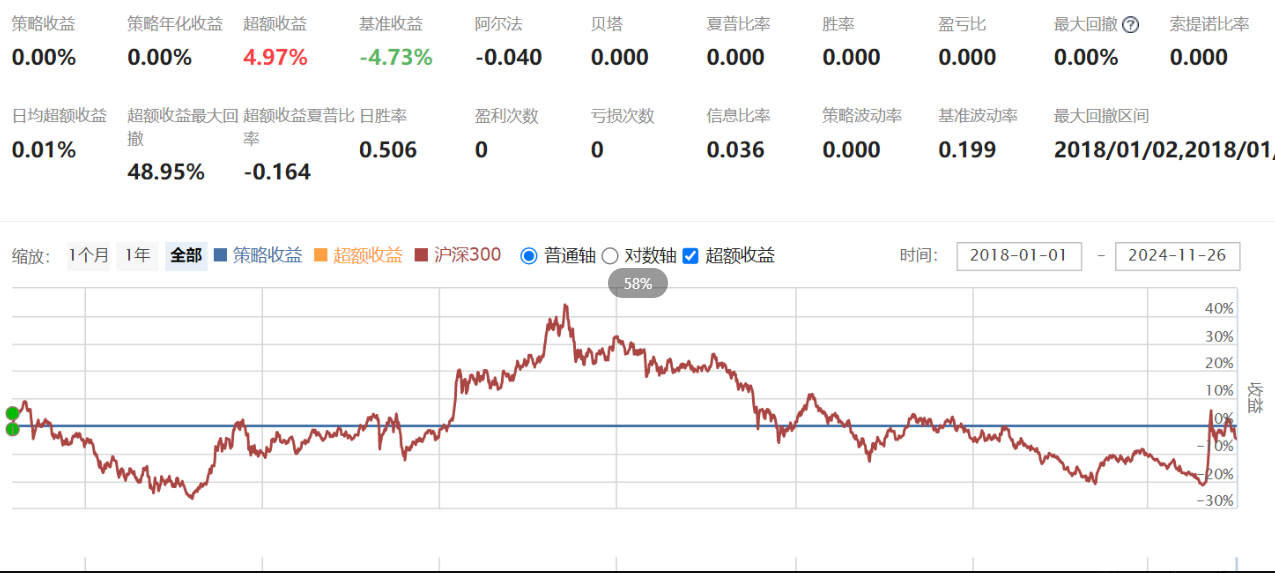 策略收益 策略年化收益 超额收益 基准收益 阿尔法 贝塔 夏普比率 胜率 盈亏比 最大回撤 ? 索提诺比率
0.00% 0.00% 4.97% -4.73% -0.040 0.000 0.000 0.000 0.000 0.00% 0.000
日均超额收益 超额收益最大回撤 超额收益夏普比率 日胜率 盈利次数 亏损次数 信息比率 策略波动率 基准波动率 最大回撤区间
0.01% 48.95% -0.164 0.506 0 0 0.036 0.000 0.199 2018/01/02,2018/01/
缩放: 1个月 1年 全部 策略收益 超额收益 沪深300 普通轴 对数轴 超额收益 时间: 2018-01-01 - 2024-11-26
58%
40%
30%
20%
10%
0%
-20%
-30%
收益